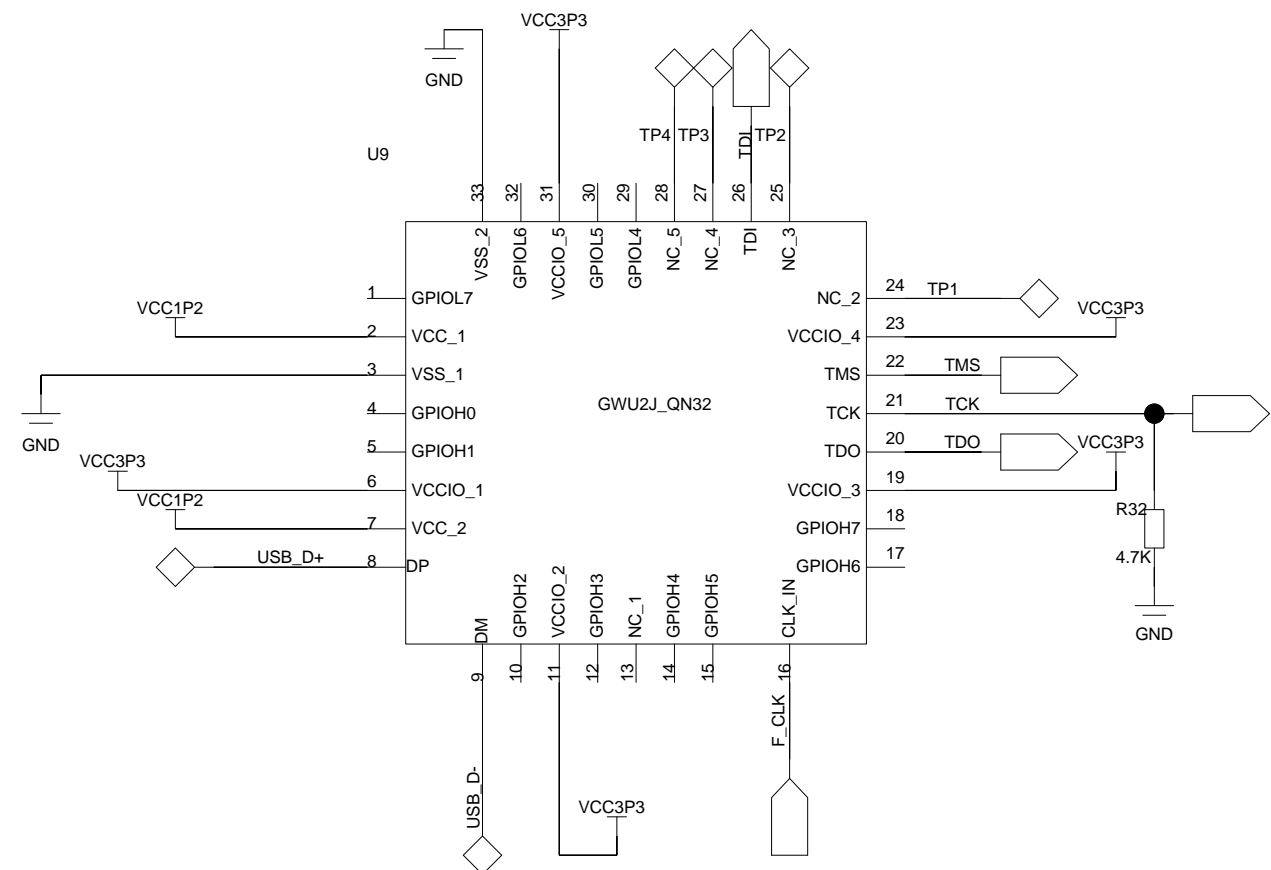 VCC3P3
GND
U9
TP4
TP3
TDI
TP2
33
32
31
30
29
28
27
26
25
VSS_2
GPIOL6
VCCIO_5
GPIOL5
GPIOL4
NC_5
NC_4
TDI
NC_3
1
GPIOL7
VCC1P2
2
VCC_1
3
VSS_1
GND
4
GPIOH0
5
GPIOH1
VCC3P3
6
VCCIO_1
VCC1P2
7
VCC_2
USB_D+
8
DP
GWU2J_QN32
NC_2
24
TP1
VCCIO_4
23
VCC3P3
TMS
22
TMS
TCK
21
TCK
TDO
20
TDO
VCC3P3
VCCIO_3
19
GPIOH7
18
GPIOH6
17
R32
4.7K
GND
DM
GPIOH2
VCCIO_2
GPIOH3
NC_1
GPIOH4
GPIOH5
CLK_IN
9
10
11
12
13
14
15
16
USB_D-
VCC3P3
F_CLK